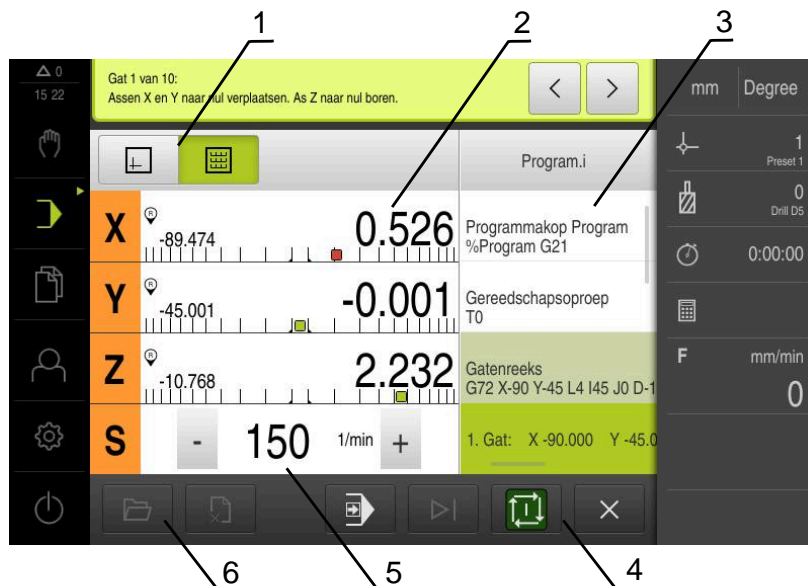 1
2
3
△ 0
15 22
Gat 1 van 10:
Assen X en Y naar nul verplaatsen. As Z naar nul boren.
< >
mm Degree
Program.i
1
Preset 1
X R -89.474 0.526
Programmakop Program
%Program G21
0
Drill D5
0:00:00
Y R -45.001 -0.001
Gereedschapsoproep
T0
Z R -10.768 2.232
Gatenreeks
G72 X-90 Y-45 L4 I45 J0 D-1
F mm/min
0
S - 150 1/min +
1. Gat: X -90.000 Y -45.0
6
5
4